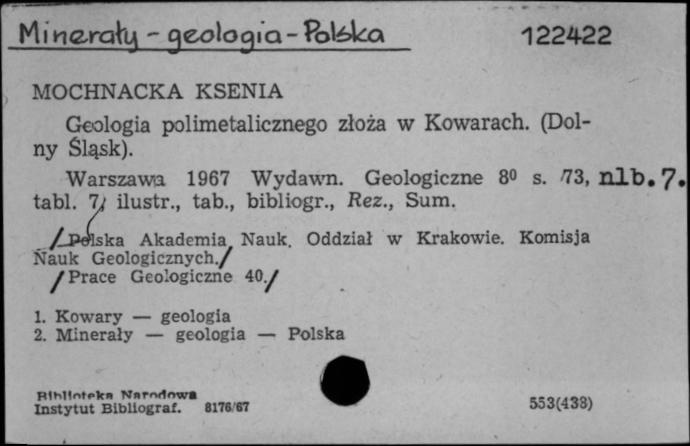 Minerały - geologia - Polska 122422
MOCHNACKA KSENIA
Geologia polimetalicznego złoża w Kowarach. (Dol-
ny Śląsk).
Warszawa 1967 Wydawn. Geologiczne 8⁰ s. 73, nlb. 7.
tabl. 7, ilustr., tab., bibliogr., Rez., Sum.
/Polska Akademia Nauk. Oddział w Krakowie. Komisja
Nauk Geologicznych./
/Prace Geologiczne 40./
1. Kowary — geologia
2. Minerały — geologia — Polska
Biblioteka Narodowa
Instytut Bibliograf. 8176/67 553(438)